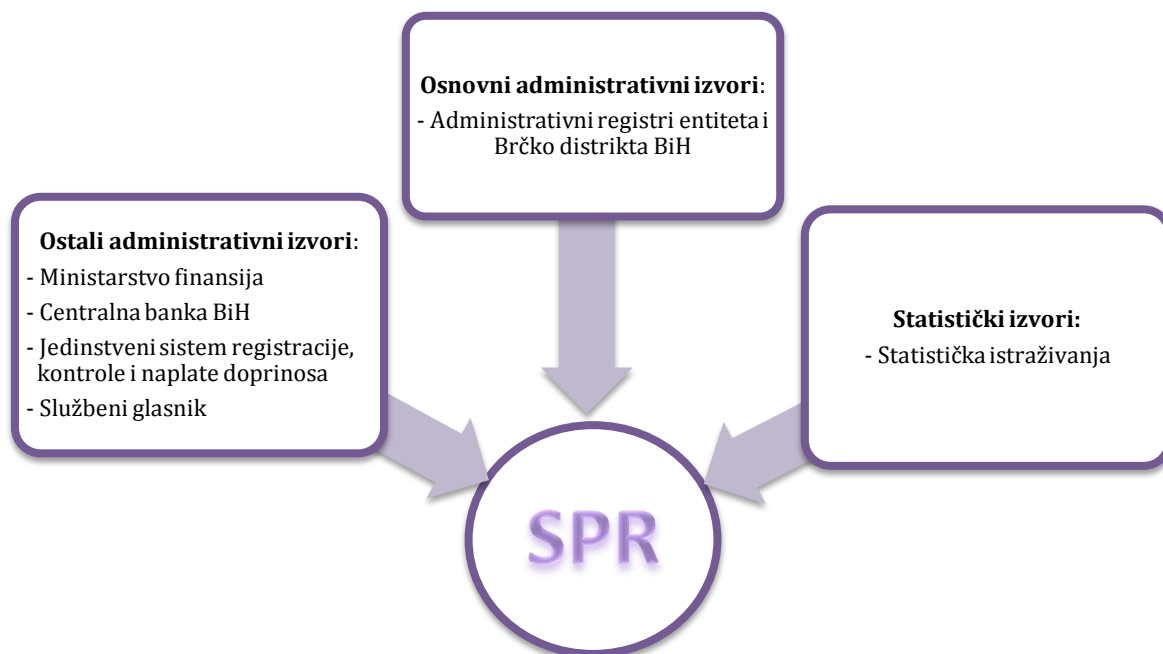 Osnovni administrativni izvori:
- Administrativni registri entiteta i
Brčko distrikta BiH
Ostali administrativni izvori:
- Ministarstvo finansija
- Centralna banka BiH
- Jedinstveni sistem registracije,
kontrole i naplate doprinosa
- Službeni glasnik
Statistički izvori:
- Statistička istraživanja
SPR